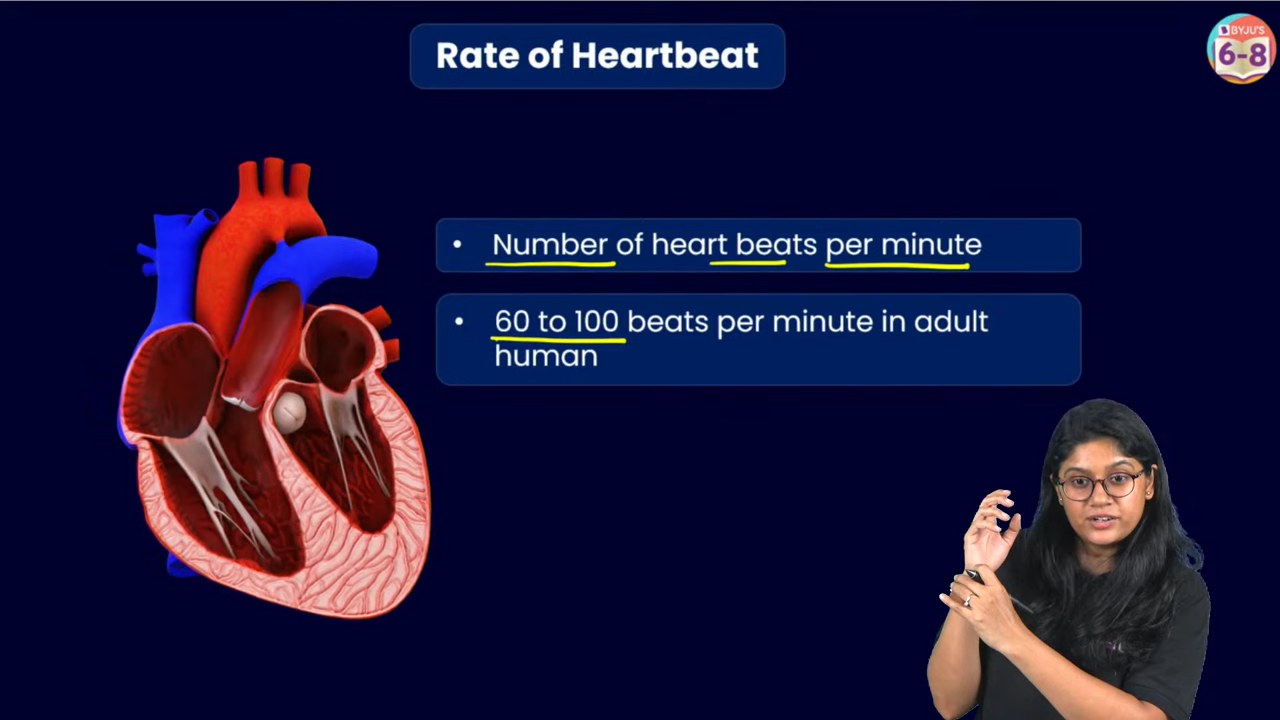 Rate of Heartbeat
BYJU'S
6-8
• Number of heart beats per minute
• 60 to 100 beats per minute in adult
human